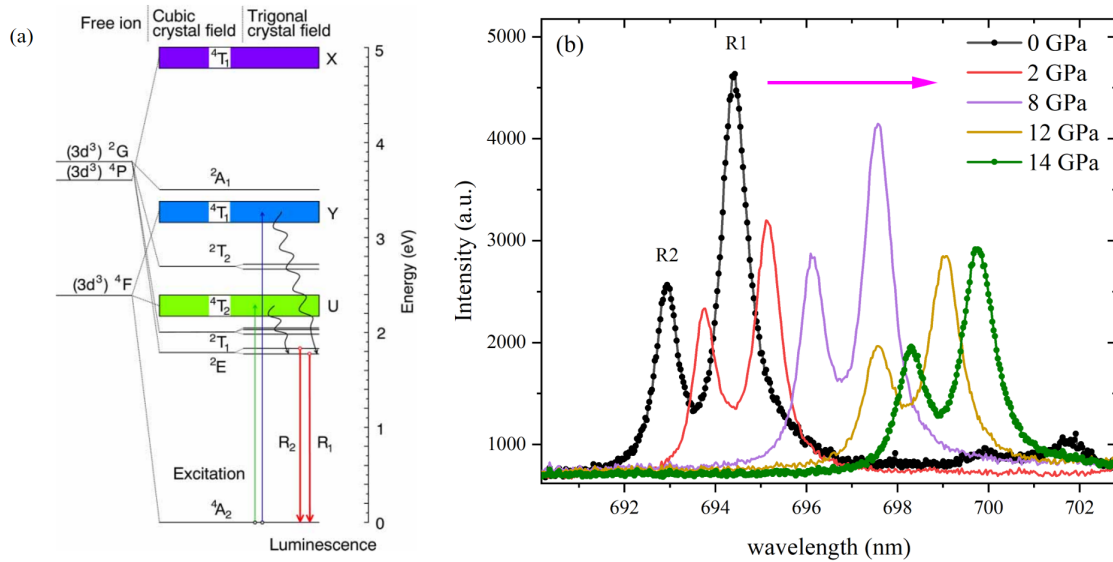 (a)
Free ion
Cubic
crystal field
Trigonal
crystal field
⁴T₁ X
(3d³) ²G
(3d³) ⁴P
²A₁
⁴T₁ Y
²T₂
(3d³) ⁴F
⁴T₂ U
²T₁
²E
R₂ R₁
Excitation
⁴A₂
Luminescence
5
4
3
2
1
0
Energy (eV)
(b)
R1
R2
0 GPa
2 GPa
8 GPa
12 GPa
14 GPa
5000
4000
3000
2000
1000
Intensity (a.u.)
692 694 696 698 700 702
wavelength (nm)